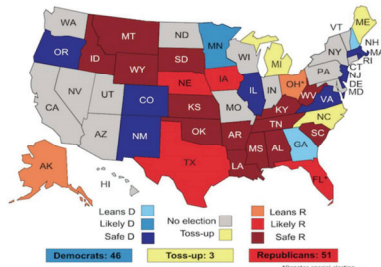 WA
MT
ND
MN
VT
NH
ME
OR
ID
WY
SD
WI
MI
NY
MA
RI
CT
NJ
DE
MD
NV
UT
CO
NE
IA
IL
IN
OH*
PA
WV
VA
CA
KS
MO
KY
NC
AZ
NM
OK
AR
TN
SC
TX
LA
MS
AL
GA
FL*
AK
HI
Leans D
Likely D
Safe D
No election
Toss-up
Leans R
Likely R
Safe R
Democrats: 46
Toss-up: 3
Republicans: 51